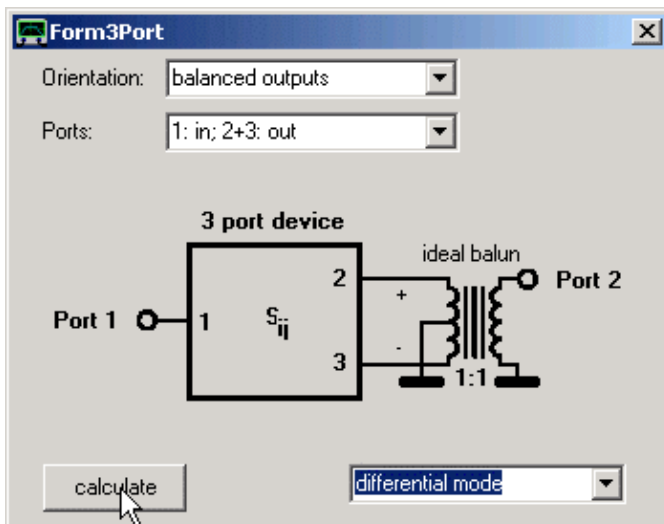 Form3Port
Orientation: balanced outputs
Ports: 1: in; 2+3: out
3 port device
ideal balun
2
Port 2
+
Port 1
1
Sij
-
3
1:1
calculate
differential mode